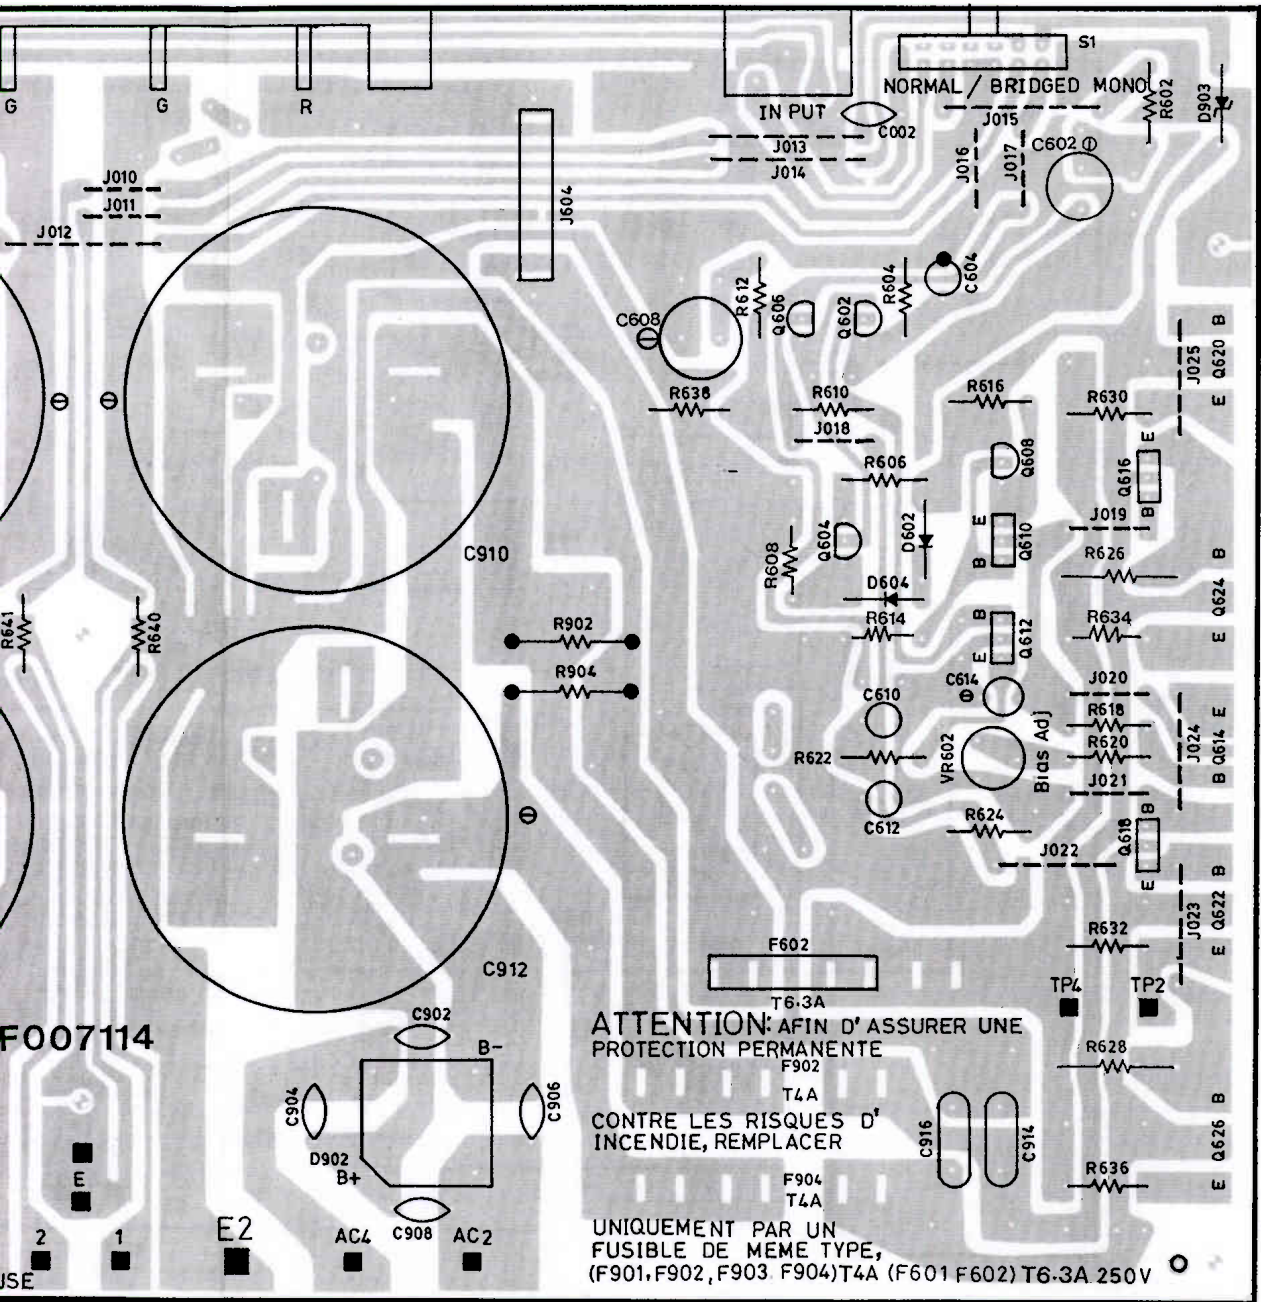 S1
NORMAL / BRIDGED MONO
G
G
R
IN PUT
C002
J015
R602
D903
J013
J014
J016
J017
C602
J010
J011
J012
J604
C604
R612
Q606
Q602
R604
C608
B
Q620
E
J025
R638
R610
J018
R616
R630
R606
Q608
E
Q616
B
J019
C910
R608
Q604
D602
E
Q610
B
R626
B
Q624
E
D604
R614
B
Q612
E
R634
R641
R640
R902
R904
C610
C614
J020
R618
R620
J021
E
Q614
B
J024
R622
VR602
Bias Adj
C612
R624
J022
B
Q618
E
B
Q622
E
J023
R632
C912
F602
T6.3A
TP4
TP2
F007114
C902
B-
ATTENTION: AFIN D' ASSURER UNE
PROTECTION PERMANENTE
F902
T4A
R628
C904
C906
CONTRE LES RISQUES D'
INCENDIE, REMPLACER
C916
C914
B
Q626
E
D902
B+
F904
T4A
R636
E
C908
2
1
E2
AC4
AC2
UNIQUEMENT PAR UN
FUSIBLE DE MEME TYPE,
(F901,F902,F903.F904)T4A (F601 F602) T6.3A 250V
USE